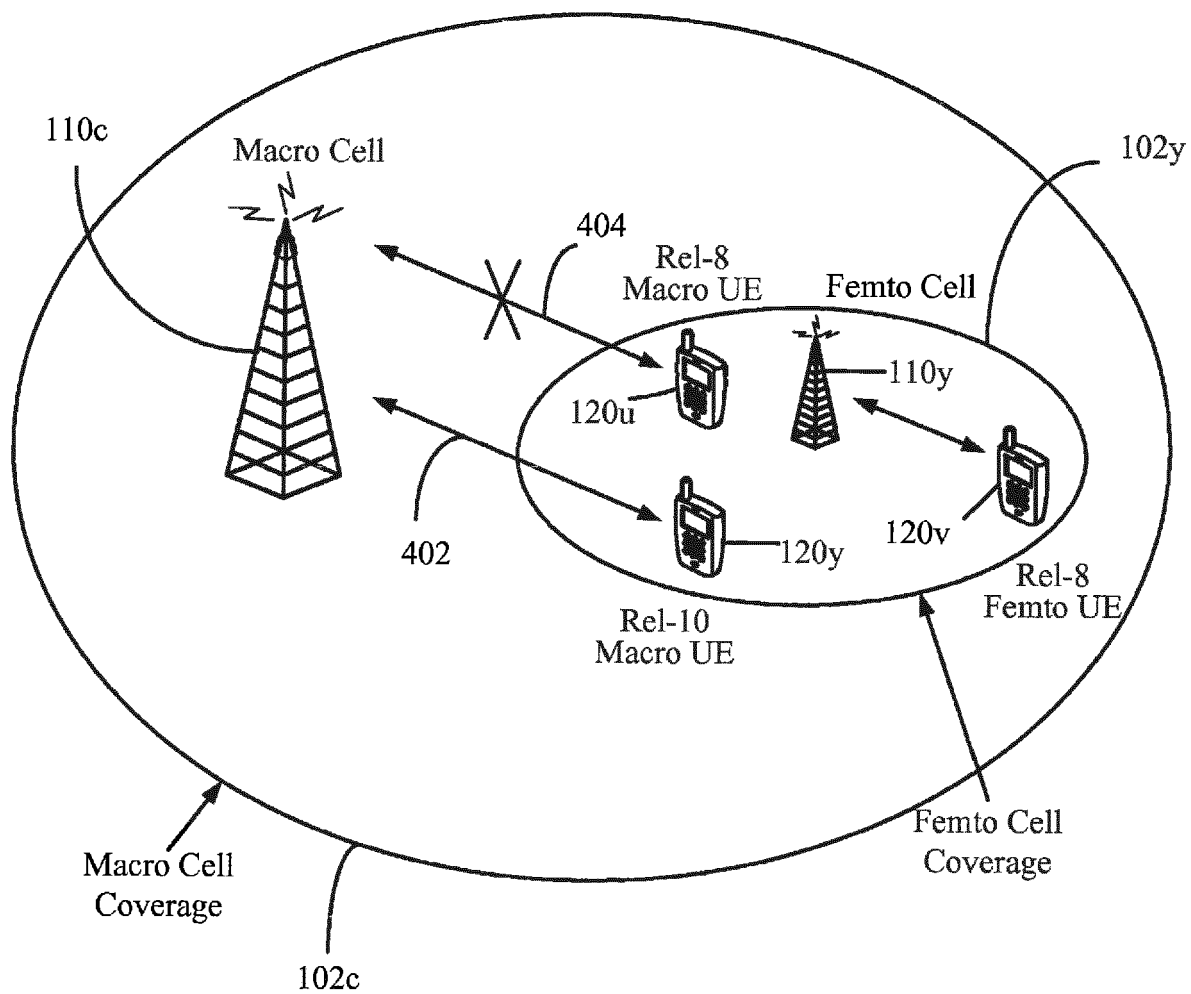 110c
Macro Cell
102y
404
Rel-8
Macro UE
Femto Cell
110y
120u
402
120y
120v
Rel-8
Femto UE
Rel-10
Macro UE
Femto Cell
Coverage
Macro Cell
Coverage
102c